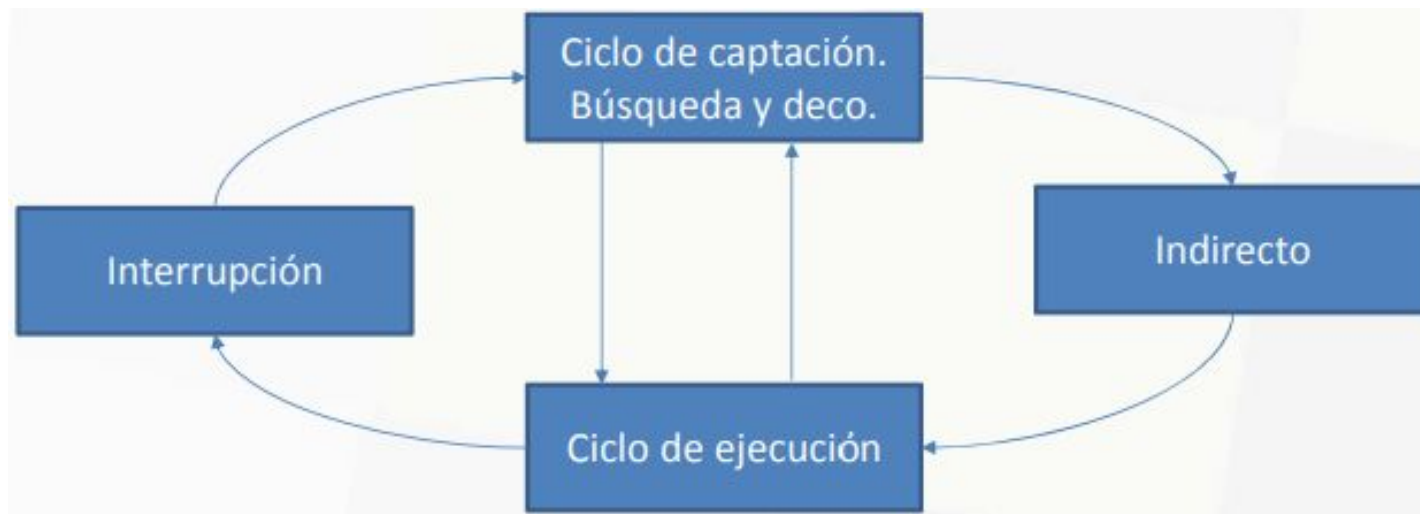 Ciclo de captación.
Búsqueda y deco.
Interrupción
Indirecto
Ciclo de ejecución